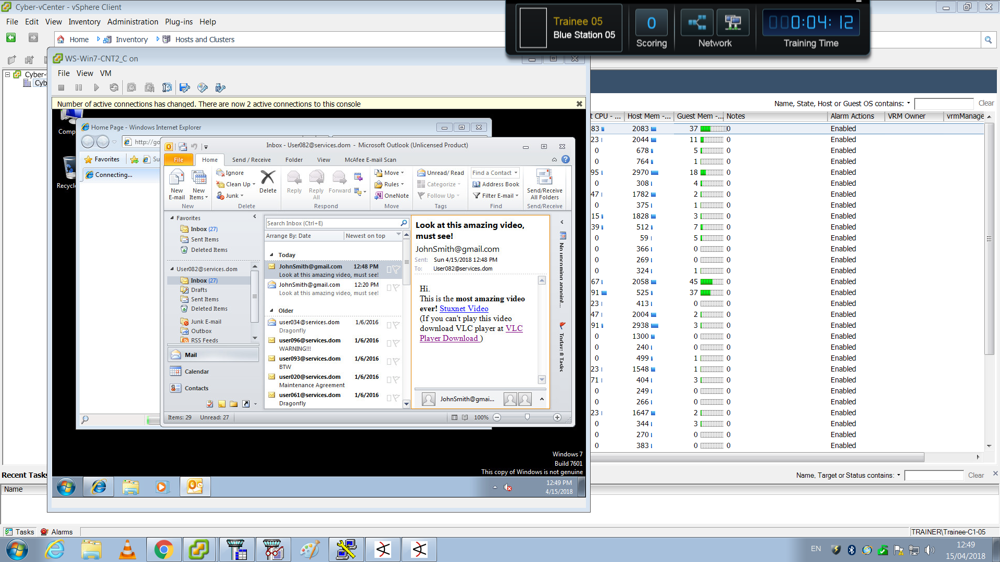 Cyber-vCenter - vSphere Client
File Edit View Inventory Administration Plug-ins Help
Home Inventory Hosts and Clusters
Trainee 05
Blue Station 05
0
Scoring
Network
000:04:12
Training Time
Cyber-
Cyb
WS-Win7-CNT2_C on
File View VM
Number of active connections has changed. There are now 2 active connections to this console
Comp
Recyc
Home Page - Windows Internet Explorer
http://go
Favorites Su
Connecting...
Inbox - User082@services.dom - Microsoft Outlook (Unlicensed Product)
File Home Send / Receive Folder View McAfee E-mail Scan
New E-mail New Items New
Ignore Clean Up Junk Delete Delete
Reply Reply All Forward Respond
Move Rules OneNote Move
Unread/ Read Categorize Follow Up Tags
Find a Contact Address Book Filter E-mail Find
Send/Receive All Folders Send/Receive
Favorites
Inbox (27)
Sent Items
Deleted Items
User082@services.dom
Inbox (27)
Drafts
Sent Items
Deleted Items
Junk E-mail
Outbox
RSS Feeds
Mail
Calendar
Contacts
Search Inbox (Ctrl+E)
Arrange By: Date Newest on top
Today
JohnSmith@gmail.com 12:48 PM
Look at this amazing video, must see!
JohnSmith@gmail.com 12:20 PM
Look at this amazing video, must see!
Older
user034@services.dom 1/6/2016
Dragonfly
user096@services.dom 1/6/2016
WARNING!!!
user093@services.dom 1/6/2016
BTW
user020@services.dom 1/6/2016
Maintenance Agreement
user061@services.dom 1/6/2016
Dragonfly
Look at this amazing video,
must see!
JohnSmith@gmail.com
Sent: Sun 4/15/2018 12:48 PM
To: User082@services.dom
Hi.
This is the most amazing video
ever! Stuxnet Video
(If you can't play this video
download VLC player at VLC
Player Download )
JohnSmith@gmai...
No upcoming appoint...
Today: 0 Tasks
Items: 29 Unread: 27
100%
Windows 7
Build 7601
This copy of Windows is not genuine
12:49 PM
4/15/2018
Name, State, Host or Guest OS contains: Clear
t CPU - ... Host Mem -... Guest Mem -... Notes Alarm Actions VRM Owner vrmManage
83 2083 37 0 Enabled
23 2044 11 0 Enabled
0 678 5 0 Enabled
0 764 1 0 Enabled
95 2970 18 0 Enabled
0 308 4 0 Enabled
47 1782 2 0 Enabled
0 375 1 0 Enabled
15 1828 3 0 Enabled
39 512 7 0 Enabled
0 59 5 0 Enabled
0 366 0 0 Enabled
0 269 0 0 Enabled
0 324 1 0 Enabled
67 2058 45 0 Enabled
91 525 37 0 Enabled
23 413 0 0 Enabled
47 2004 2 0 Enabled
91 2938 3 0 Enabled
0 1300 0 0 Enabled
0 240 0 0 Enabled
0 499 1 0 Enabled
23 1548 1 0 Enabled
71 404 3 0 Enabled
0 249 0 0 Enabled
0 266 0 0 Enabled
23 1647 2 0 Enabled
0 344 3 0 Enabled
0 270 0 0 Enabled
0 383 0 0 Enabled
Recent Tasks
Name, Target or Status contains: Clear
Name
Tasks Alarms
TRAINER\Trainee-C1-05
EN
12:49
15/04/2018